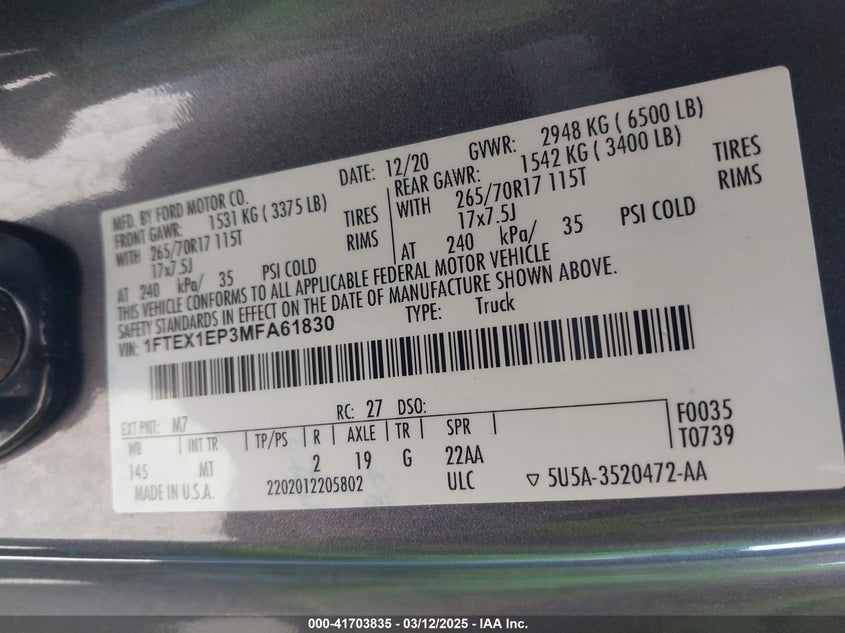 MFD. BY FORD MOTOR CO. DATE: 12/20 GVWR: 2948 KG ( 6500 LB)
FRONT GAWR: 1531 KG ( 3375 LB) REAR GAWR: 1542 KG ( 3400 LB)
WITH 265/70R17 115T TIRES WITH 265/70R17 115T TIRES
17x7.5J RIMS 17x7.5J RIMS
AT 240 kPa/ 35 PSI COLD AT 240 kPa/ 35 PSI COLD
THIS VEHICLE CONFORMS TO ALL APPLICABLE FEDERAL MOTOR VEHICLE
SAFETY STANDARDS IN EFFECT ON THE DATE OF MANUFACTURE SHOWN ABOVE.
VIN: 1FTEX1EP3MFA61830 TYPE: Truck
EXT PNT: M7 RC: 27 DSO: F0035
WB INT TR TP/PS R AXLE TR SPR T0739
145 MT 2 19 G 22AA
MADE IN U.S.A. 2202012205802 ULC ▽ 5U5A-3520472-AA
000-41703835 - 03/12/2025 - IAA Inc.